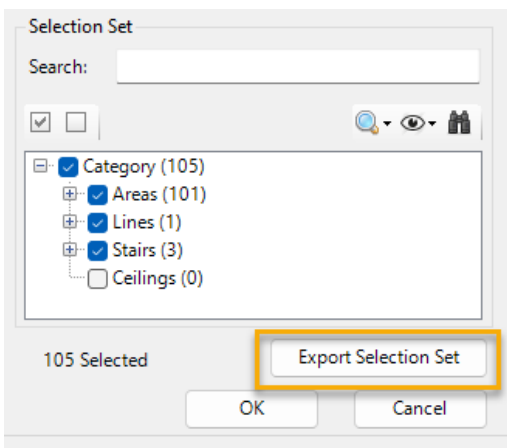 Selection Set
Search:
Category (105)
Areas (101)
Lines (1)
Stairs (3)
Ceilings (0)
105 Selected
Export Selection Set
OK
Cancel